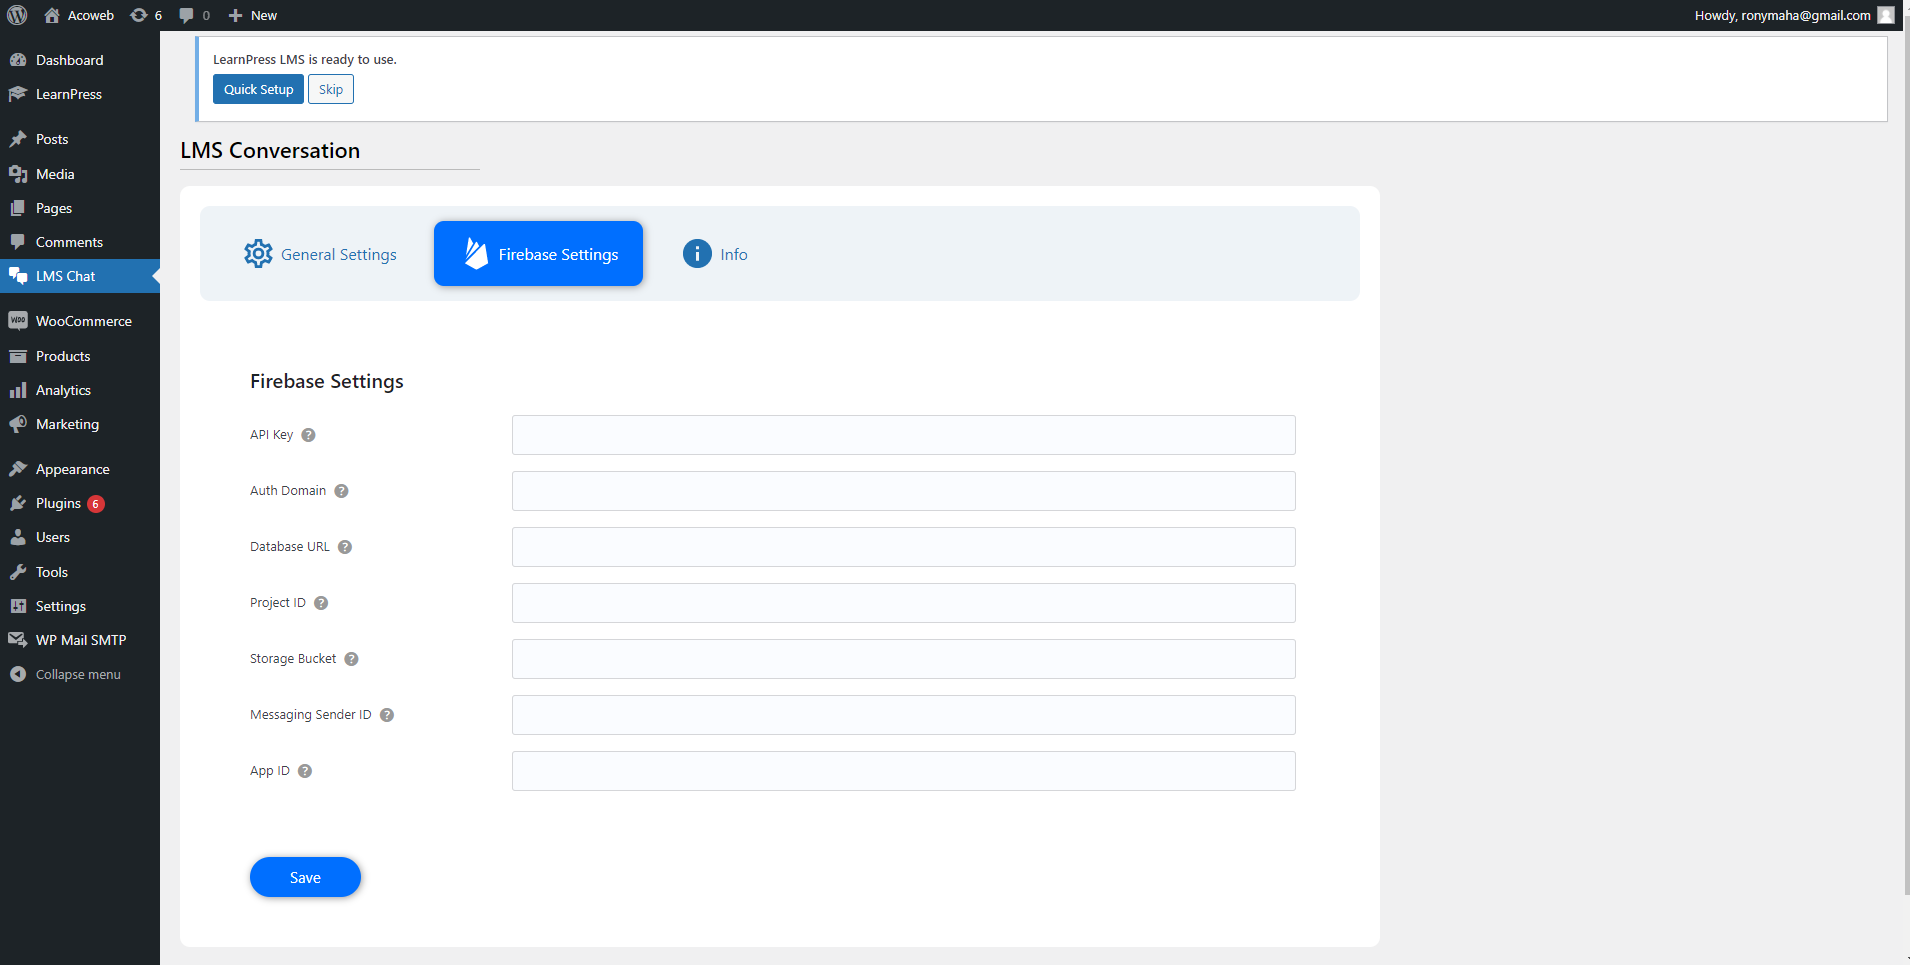 Acoweb 6 0 New
Howdy, ronymaha@gmail.com
Dashboard
LearnPress
Posts
Media
Pages
Comments
LMS Chat
WooCommerce
Products
Analytics
Marketing
Appearance
Plugins 6
Users
Tools
Settings
WP Mail SMTP
Collapse menu
LearnPress LMS is ready to use.
Quick Setup Skip
LMS Conversation
General Settings Firebase Settings Info
Firebase Settings
API Key
Auth Domain
Database URL
Project ID
Storage Bucket
Messaging Sender ID
App ID
Save